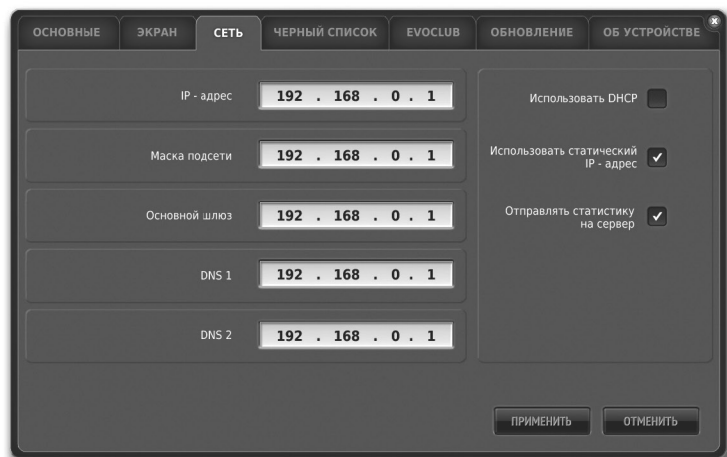 ОСНОВНЫЕ ЭКРАН СЕТЬ ЧЕРНЫЙ СПИСОК EVOCLUB ОБНОВЛЕНИЕ ОБ УСТРОЙСТВЕ
IP - адрес 192 . 168 . 0 . 1
Маска подсети 192 . 168 . 0 . 1
Основной шлюз 192 . 168 . 0 . 1
DNS 1 192 . 168 . 0 . 1
DNS 2 192 . 168 . 0 . 1
Использовать DHCP
Использовать статический
IP - адрес
Отправлять статистику
на сервер
ПРИМЕНИТЬ ОТМЕНИТЬ